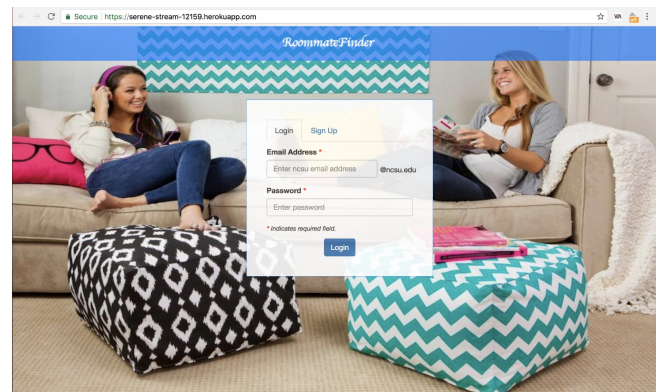 Secure https://serene-stream-12159.herokuapp.com
RoommateFinder
Login Sign Up
Email Address *
Enter ncsu email address @ncsu.edu
Password *
Enter password
* Indicates required field.
Login